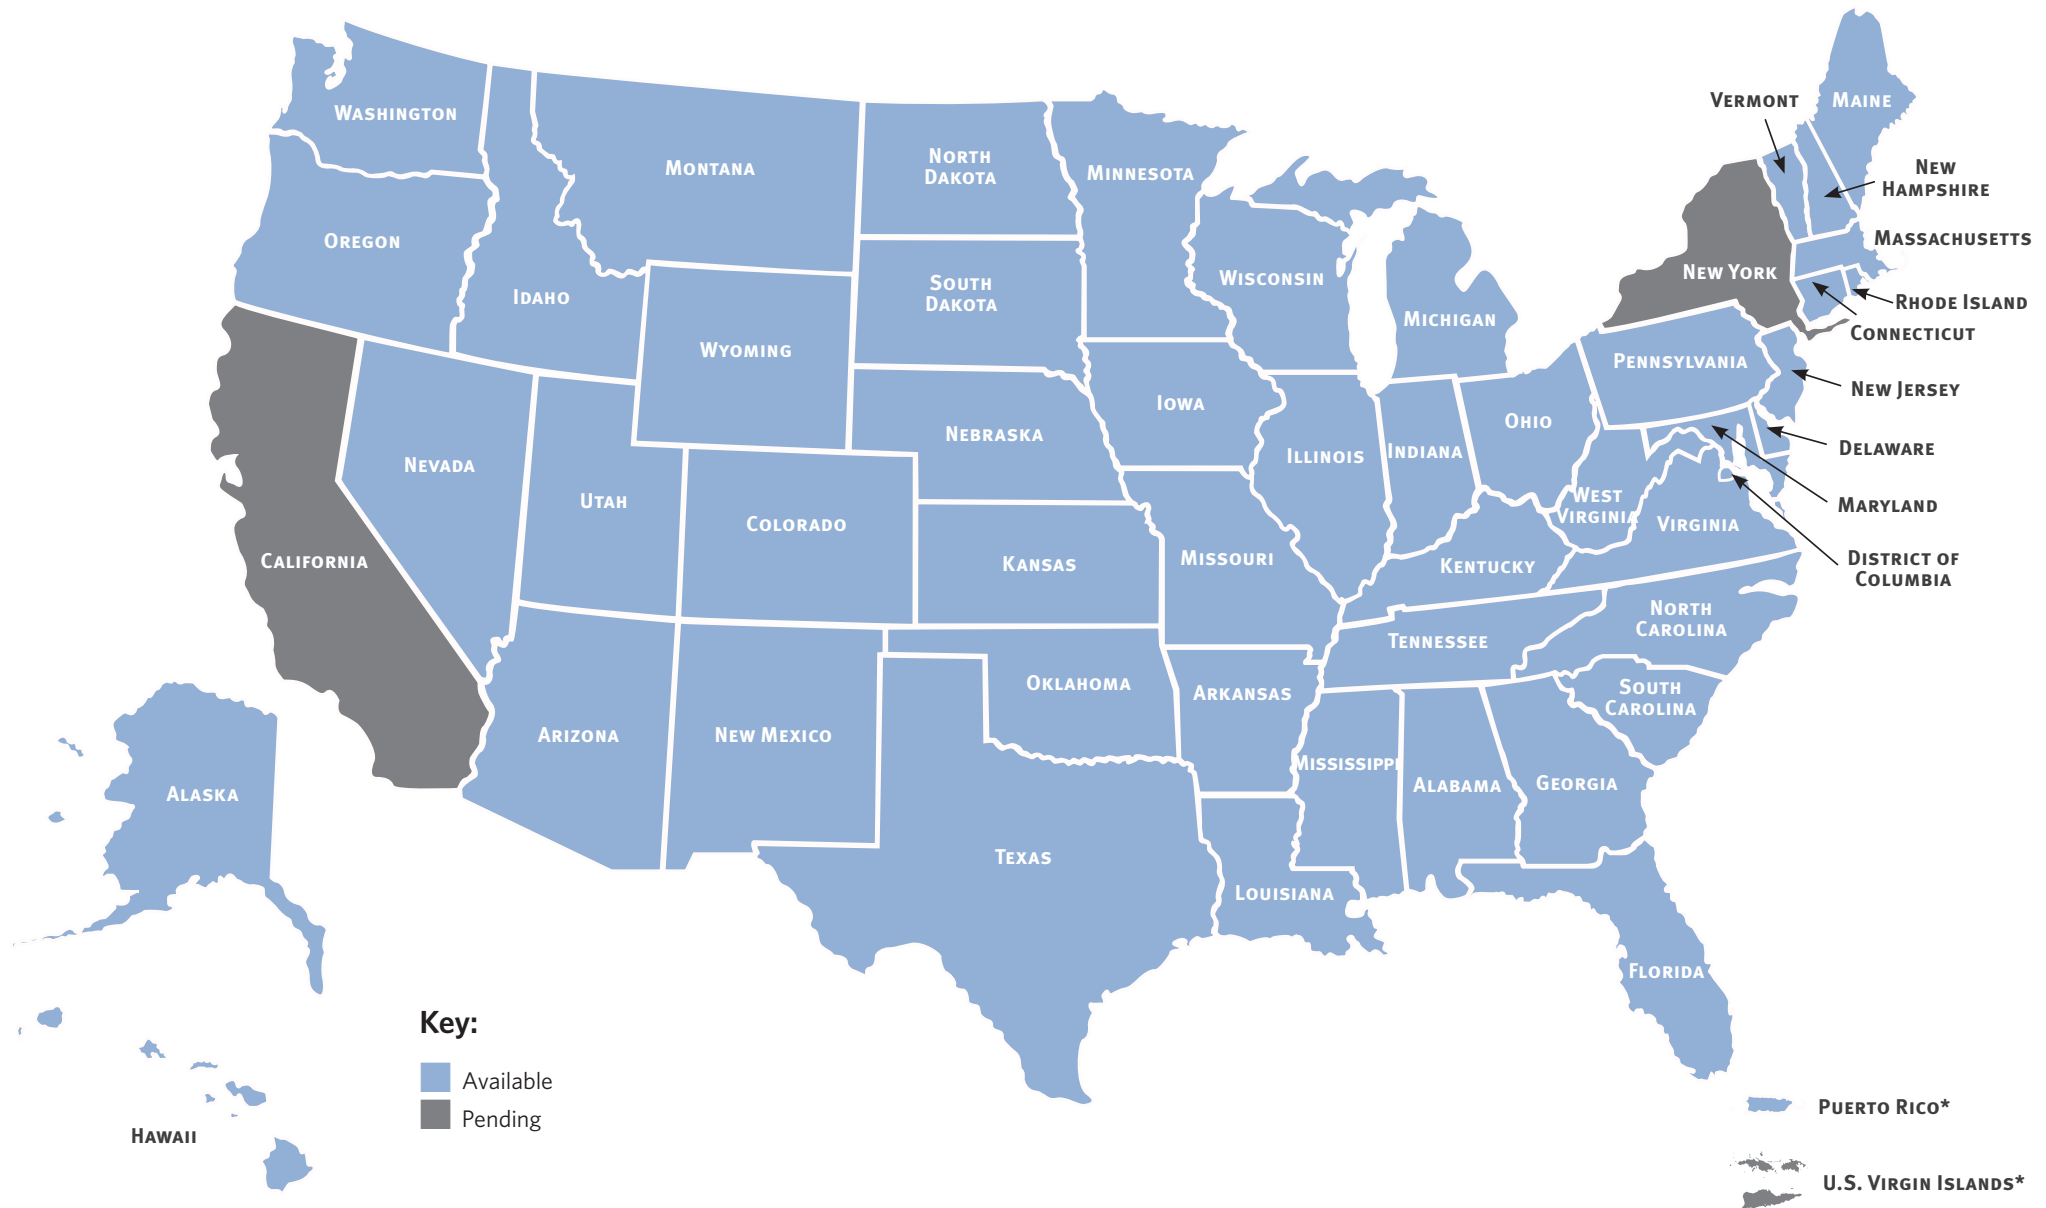 Washington
Oregon
California
Nevada
Idaho
Montana
Wyoming
Utah
Colorado
Arizona
New Mexico
North
Dakota
South
Dakota
Nebraska
Kansas
Oklahoma
Texas
Minnesota
Iowa
Missouri
Arkansas
Louisiana
Wisconsin
Illinois
Michigan
Indiana
Ohio
Kentucky
Tennessee
Mississippi
Alabama
Georgia
Florida
South
Carolina
North
Carolina
Virginia
West
Virginia
Pennsylvania
New York
Vermont
Maine
New
Hampshire
Massachusetts
Rhode Island
Connecticut
New Jersey
Delaware
Maryland
District of
Columbia
Alaska
Hawaii
Key:
Available
Pending
Puerto Rico*
U.S. Virgin Islands*